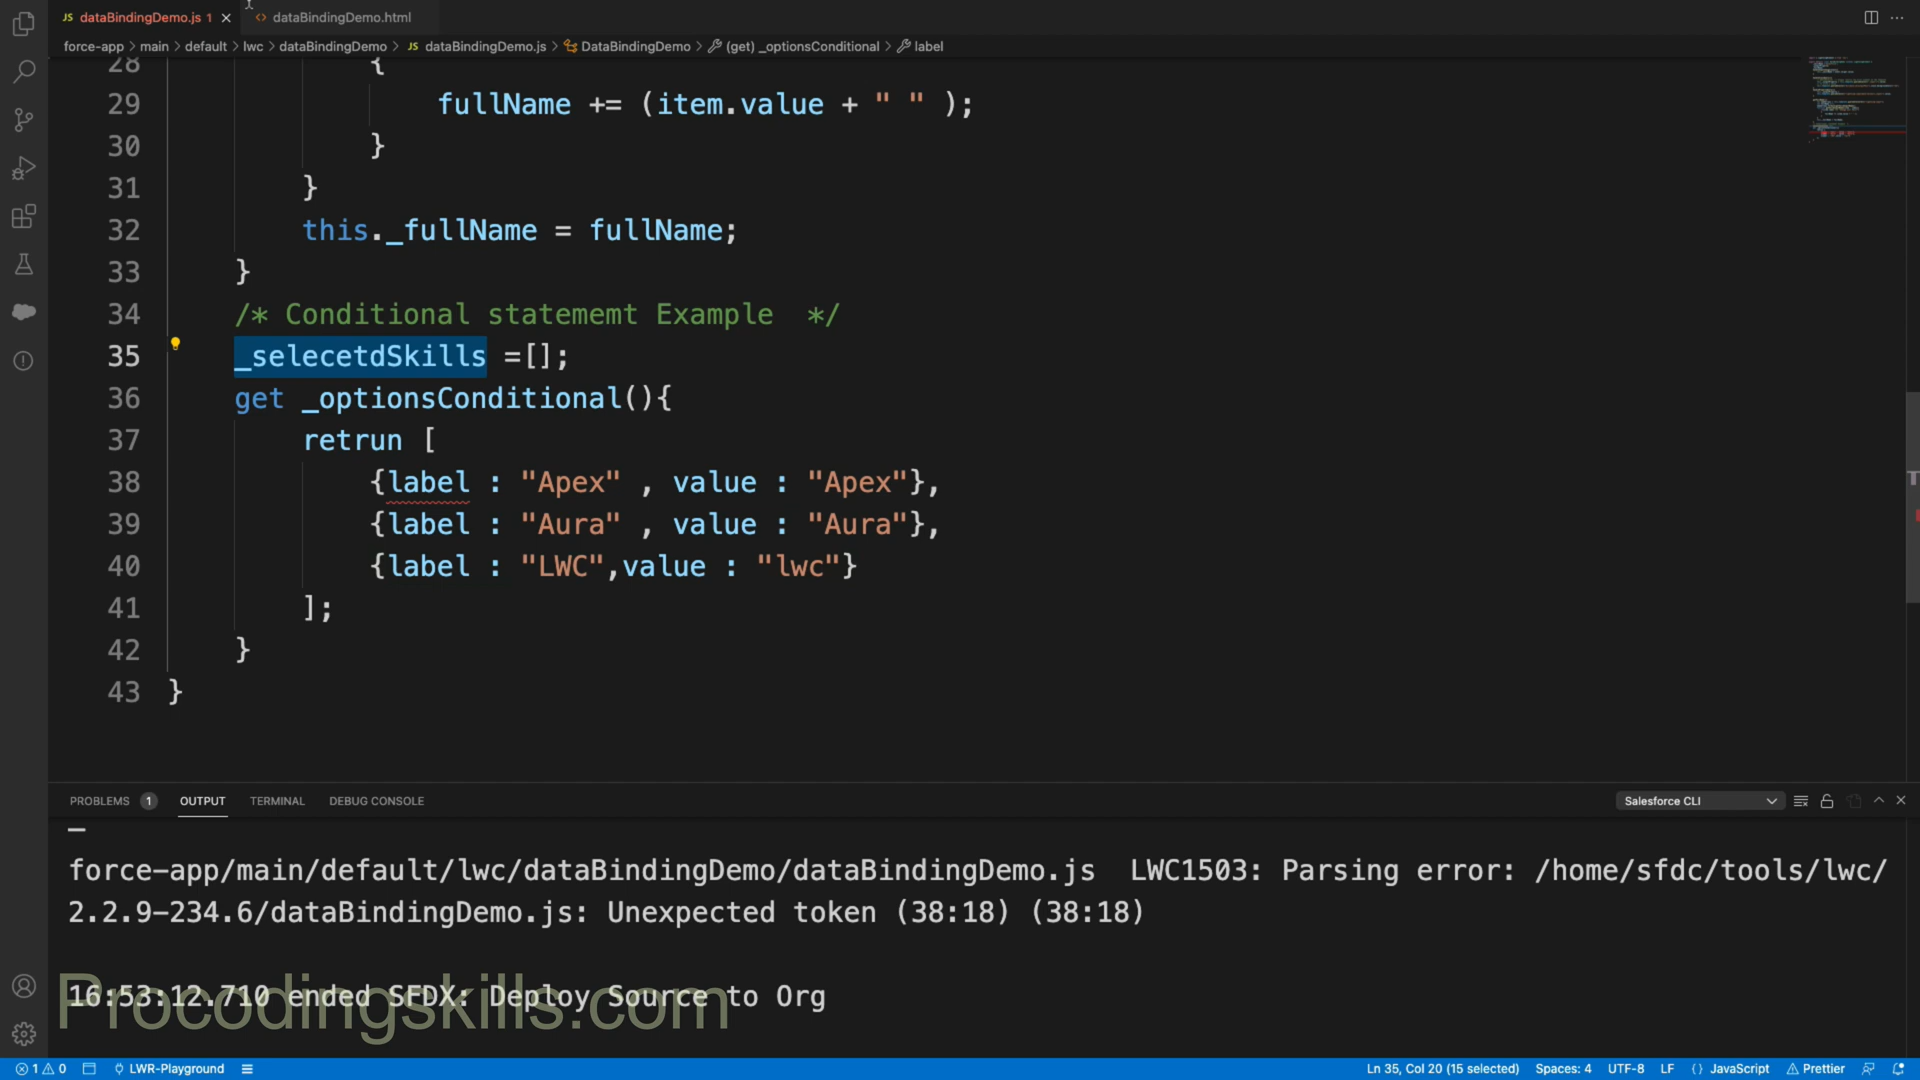 JS dataBindingDemo.js 1
dataBindingDemo.html
force-app > main > default > lwc > dataBindingDemo > JS dataBindingDemo.js > DataBindingDemo > (get) _optionsConditional > label
28 {
29 fullName += (item.value + " " );
30 }
31 }
32 this._fullName = fullName;
33 }
34 /* Conditional statememt Example */
35 _selecetdSkills =[];
36 get _optionsConditional(){
37 retrun [
38 {label : "Apex" , value : "Apex"},
39 {label : "Aura" , value : "Aura"},
40 {label : "LWC",value : "lwc"}
41 ];
42 }
43 }
PROBLEMS 1 OUTPUT TERMINAL DEBUG CONSOLE
Salesforce CLI
force-app/main/default/lwc/dataBindingDemo/dataBindingDemo.js LWC1503: Parsing error: /home/sfdc/tools/lwc/
2.2.9-234.6/dataBindingDemo.js: Unexpected token (38:18) (38:18)
16:53:12.710 ended SFDX: Deploy Source to Org
Procodingskills.com
1 0 LWR-Playground
Ln 35, Col 20 (15 selected) Spaces: 4 UTF-8 LF {} JavaScript Prettier